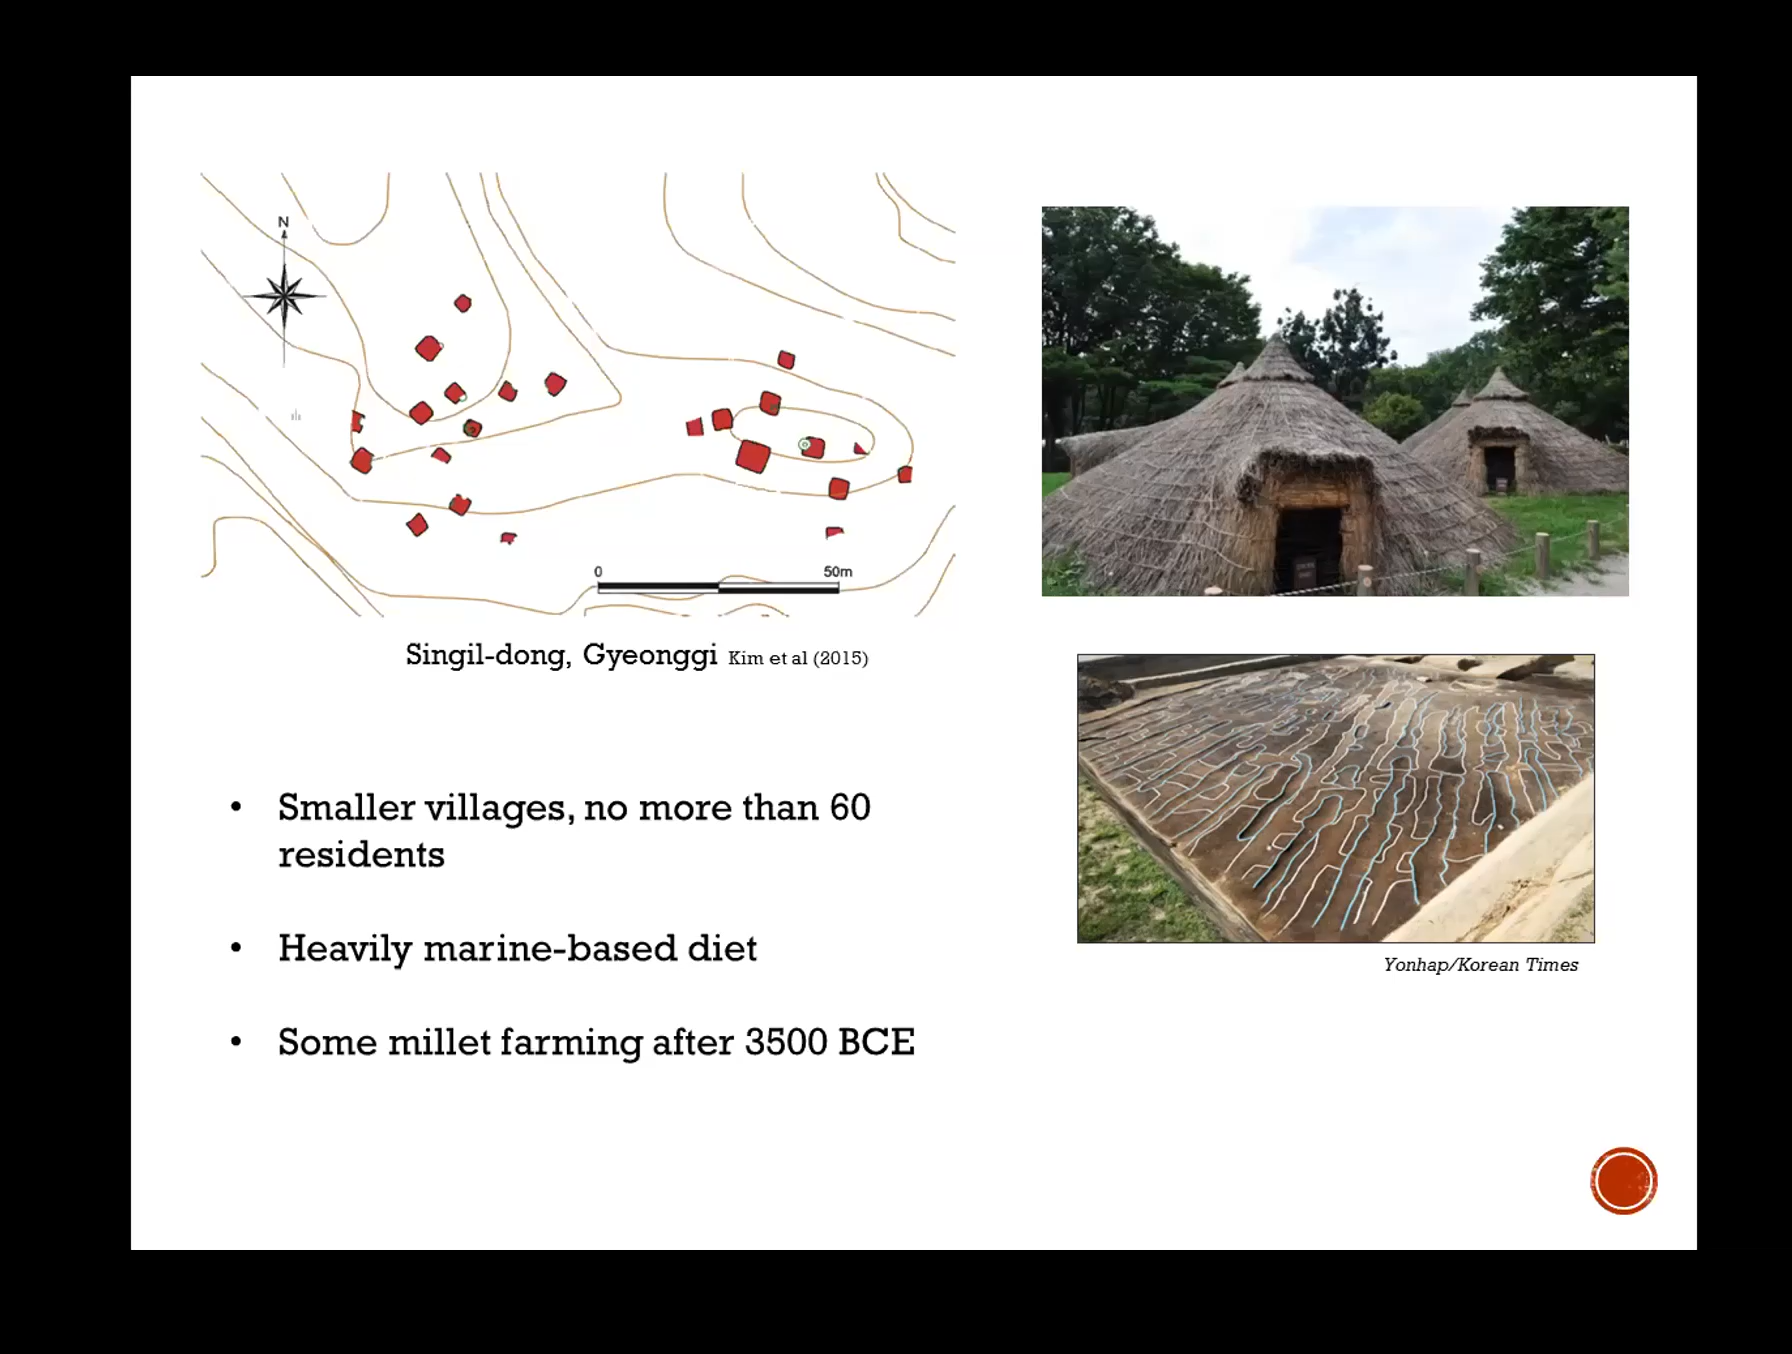 N
0 50m
Singil-dong, Gyeonggi Kim et al (2015)
• Smaller villages, no more than 60
residents
• Heavily marine-based diet
• Some millet farming after 3500 BCE
Yonhap/Korean Times